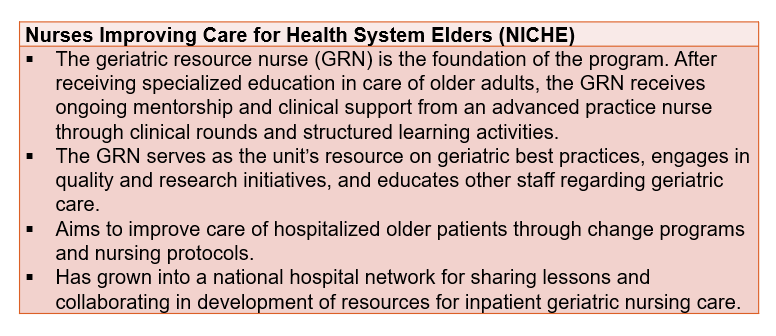 Nurses Improving Care for Health System Elders (NICHE)
▪ The geriatric resource nurse (GRN) is the foundation of the program. After
receiving specialized education in care of older adults, the GRN receives
ongoing mentorship and clinical support from an advanced practice nurse
through clinical rounds and structured learning activities.
▪ The GRN serves as the unit’s resource on geriatric best practices, engages in
quality and research initiatives, and educates other staff regarding geriatric
care.
▪ Aims to improve care of hospitalized older patients through change programs
and nursing protocols.
▪ Has grown into a national hospital network for sharing lessons and
collaborating in development of resources for inpatient geriatric nursing care.